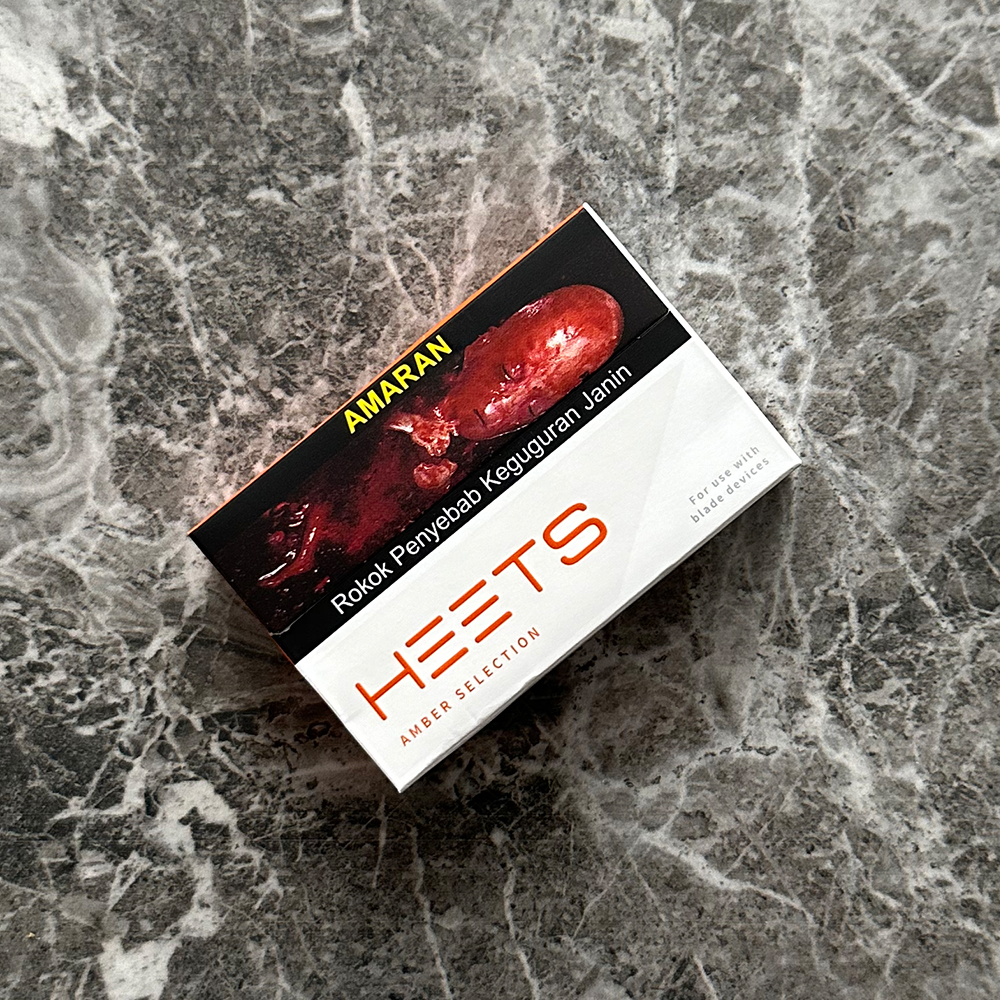 AMARAN
Rokok Penyebab Keguguran Janin
HEETS
AMBER SELECTION
For use with
blade devices